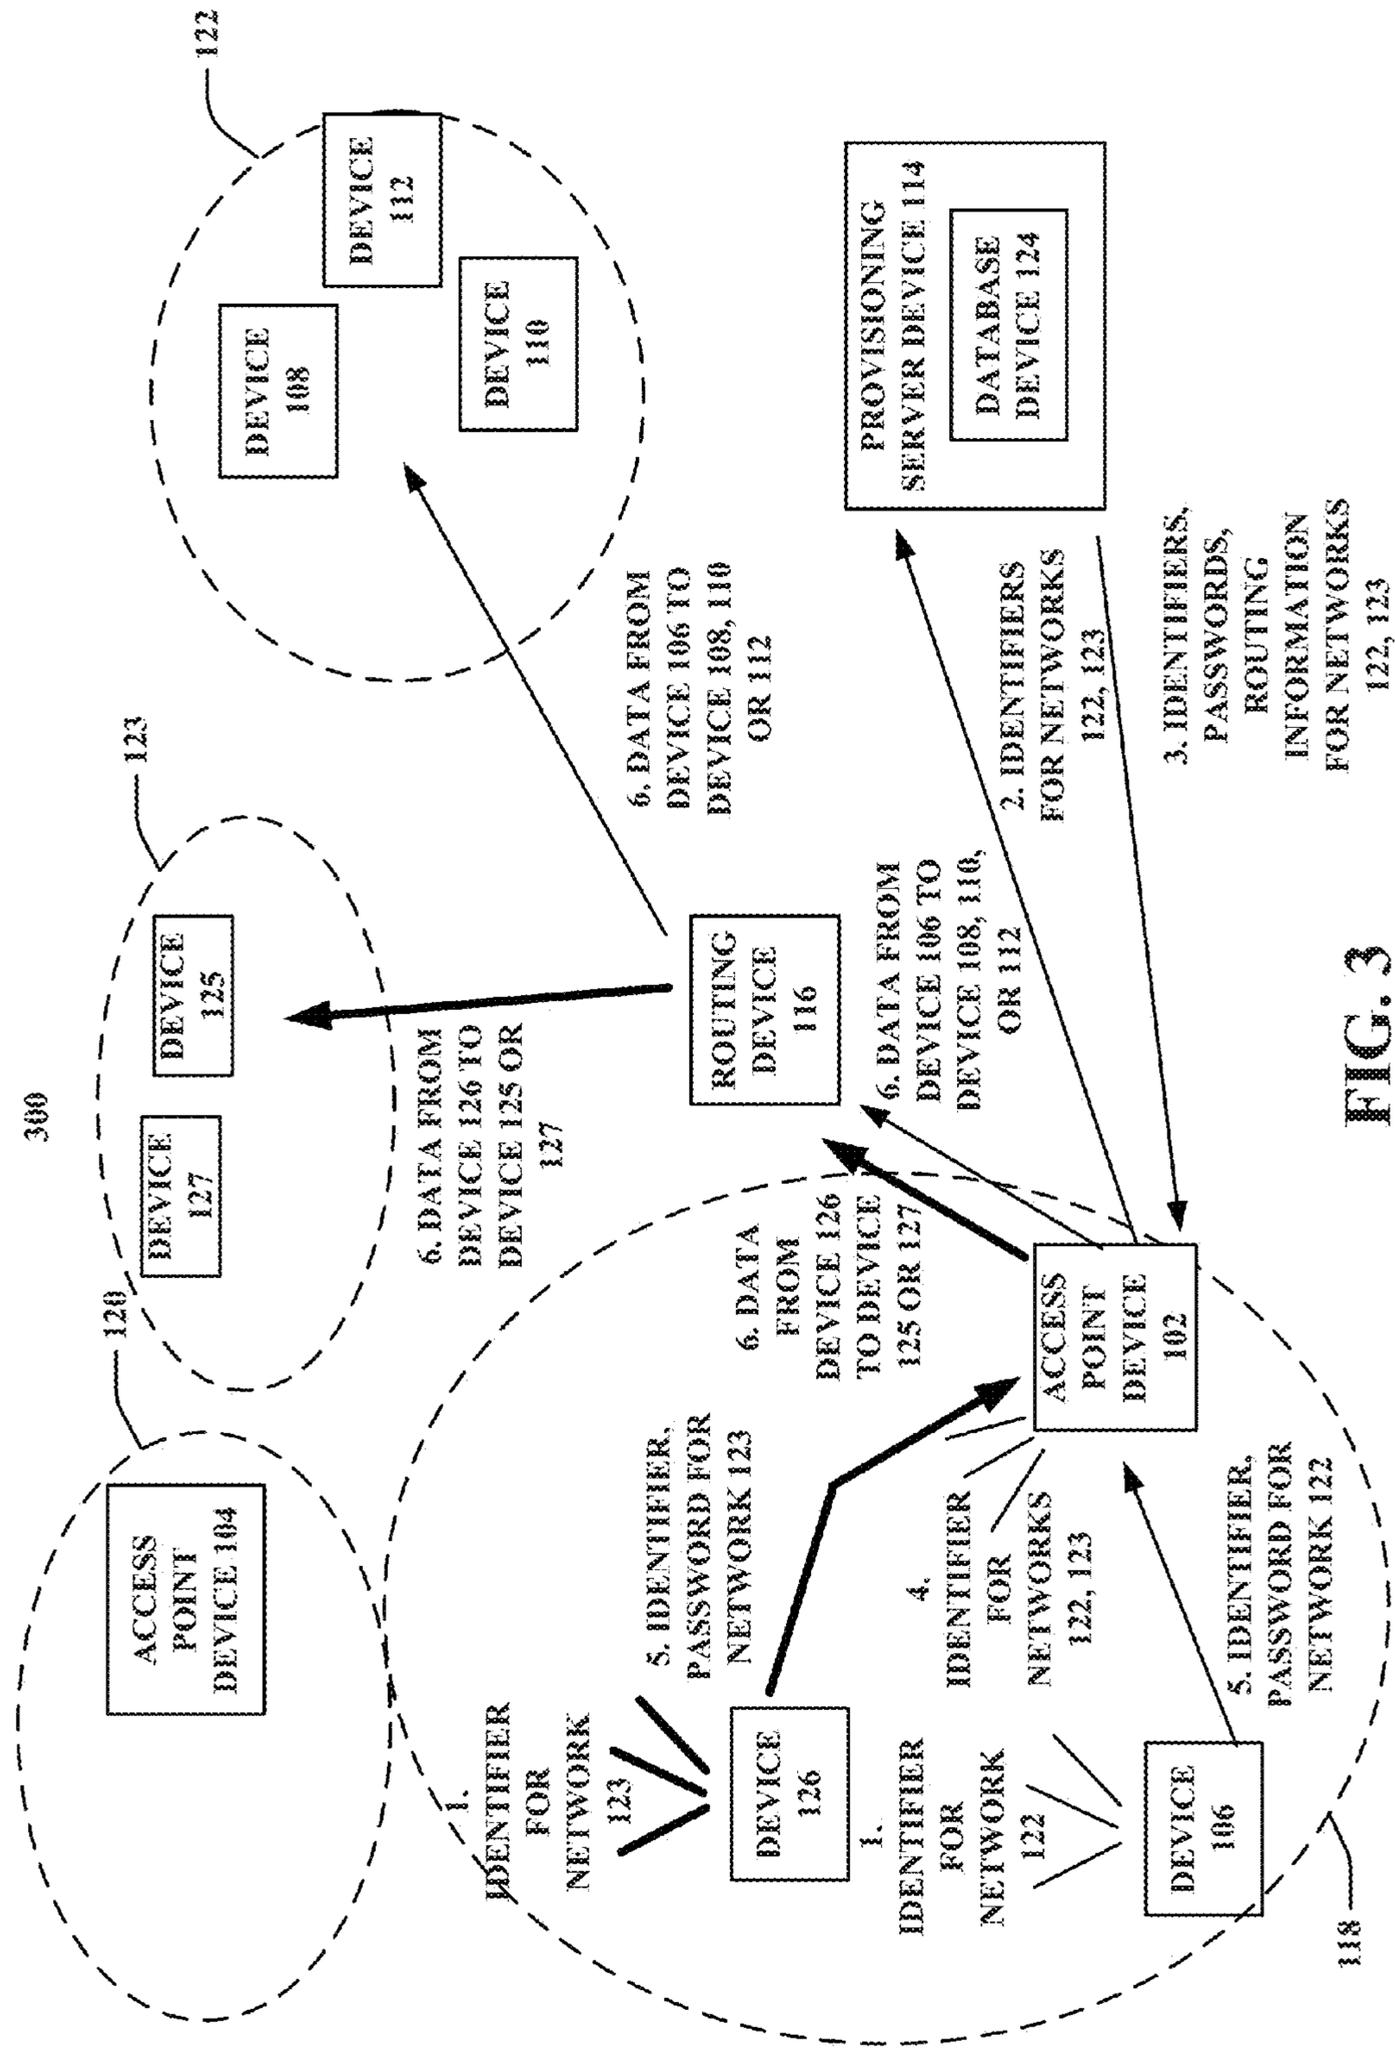 300
120
ACCESS
POINT
DEVICE 104
123
DEVICE
127
DEVICE
125
122
DEVICE
108
DEVICE
112
DEVICE
110
6. DATA FROM
DEVICE 126 TO
DEVICE 125 OR
127
6. DATA FROM
DEVICE 106 TO
DEVICE 108, 110
OR 112
1.
IDENTIFIER
FOR
NETWORK
123
DEVICE
126
5. IDENTIFIER,
PASSWORD FOR
NETWORK 123
6. DATA
FROM
DEVICE 126
TO DEVICE
125 OR 127
ROUTING
DEVICE
116
6. DATA FROM
DEVICE 106 TO
DEVICE 108, 110,
OR 112
PROVISIONING
SERVER DEVICE 114
DATABASE
DEVICE 124
2. IDENTIFIERS
FOR NETWORKS
122, 123
3. IDENTIFIERS,
PASSWORDS,
ROUTING
INFORMATION
FOR NETWORKS
122, 123
1.
IDENTIFIER
FOR
NETWORK
122
DEVICE
106
4.
IDENTIFIER
FOR
NETWORKS
122, 123
ACCESS
POINT
DEVICE
102
5. IDENTIFIER,
PASSWORD FOR
NETWORK 122
118
FIG. 3